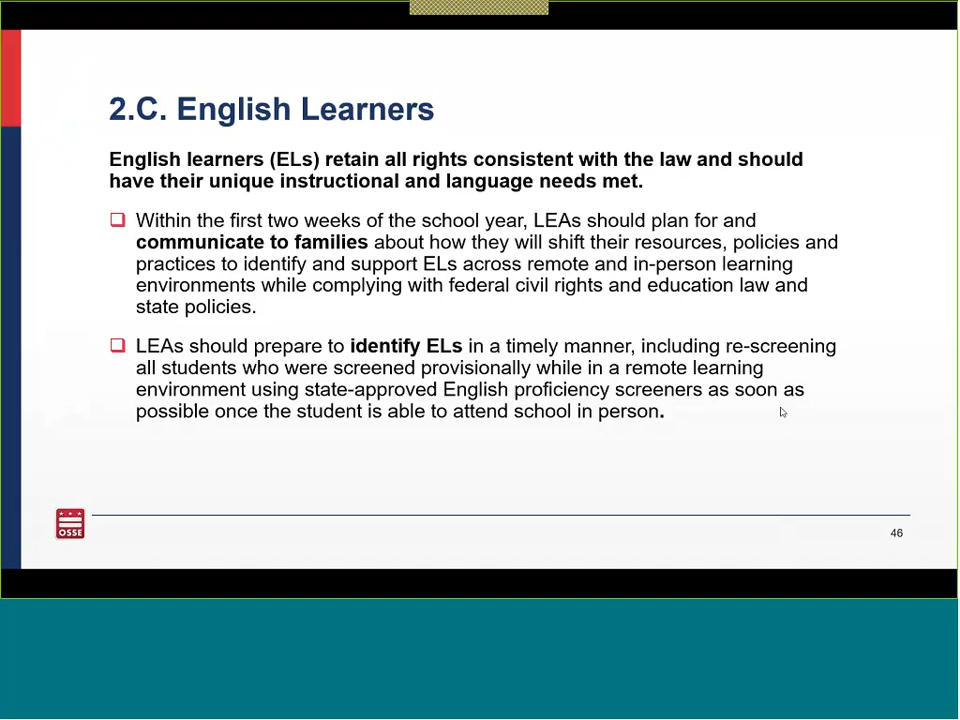 2.C. English Learners
English learners (ELs) retain all rights consistent with the law and should
have their unique instructional and language needs met.
Within the first two weeks of the school year, LEAs should plan for and
communicate to families about how they will shift their resources, policies and
practices to identify and support ELs across remote and in-person learning
environments while complying with federal civil rights and education law and
state policies.
LEAs should prepare to identify ELs in a timely manner, including re-screening
all students who were screened provisionally while in a remote learning
environment using state-approved English proficiency screeners as soon as
possible once the student is able to attend school in person.
OSSE
46